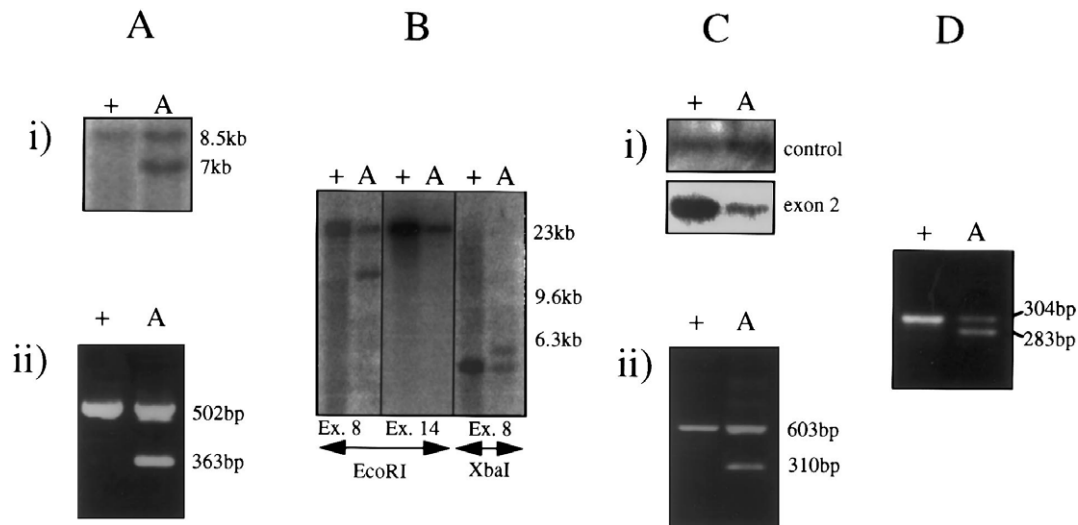 A
B
C
D
i)
+ A
8.5kb
7kb
ii)
+ A
502bp
363bp
+ A + A + A
23kb
9.6kb
6.3kb
Ex. 8 Ex. 14 Ex. 8
EcoRI XbaI
i)
+ A
control
exon 2
ii)
+ A
603bp
310bp
+ A
304bp
283bp